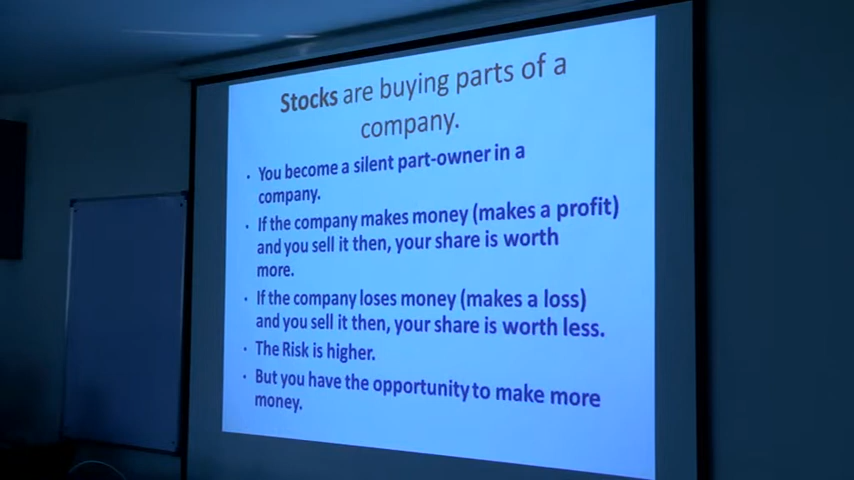 Stocks are buying parts of a
company.
• You become a silent part-owner in a
company.
• If the company makes money (makes a profit)
and you sell it then, your share is worth
more.
• If the company loses money (makes a loss)
and you sell it then, your share is worth less.
• The Risk is higher.
• But you have the opportunity to make more
money.